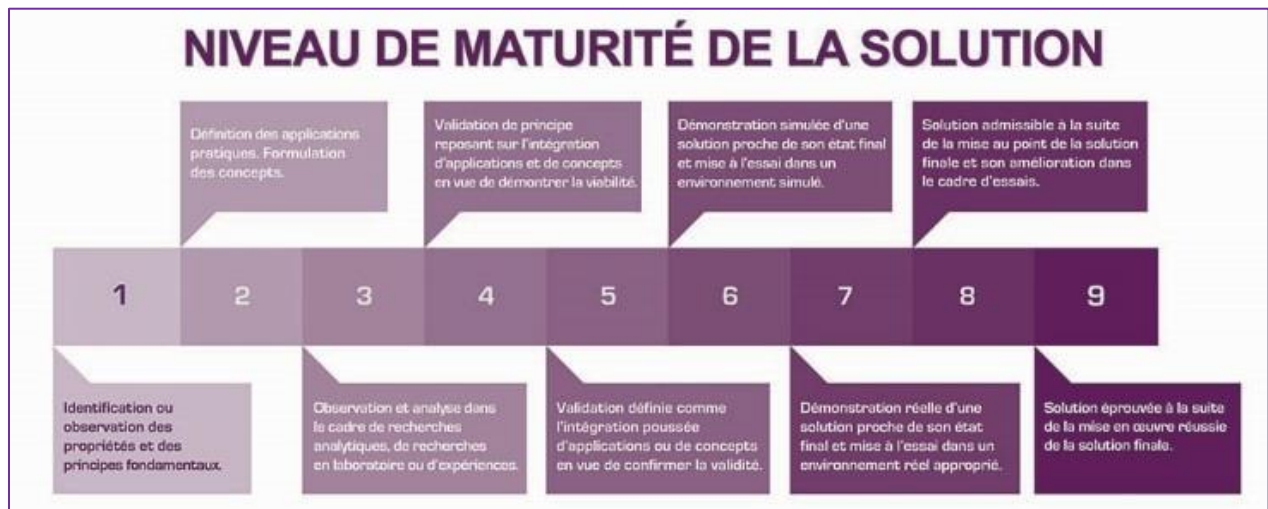 NIVEAU DE MATURITÉ DE LA SOLUTION
Définition des applications
pratiques. Formulation
des concepts.
Validation de principe
reposant sur l'intégration
d'applications et de concepts
en vue de démontrer la viabilité.
Démonstration simulée d'une
solution proche de son état final
et mise à l'essai dans un
environnement simulé.
Solution admissible à la suite
de la mise au point de la solution
finale et son amélioration dans
le cadre d'essais.
1 2 3 4 5 6 7 8 9
Identification ou
observation des
propriétés et des
principes fondamentaux.
Observation et analyse dans
le cadre de recherches
analytiques, de recherches
en laboratoire ou d'expériences.
Validation définie comme
l'intégration poussée
d'applications ou de concepts
en vue de confirmer la validité.
Démonstration réelle d'une
solution proche de son état
final et mise à l'essai dans un
environnement réel approprié.
Solution éprouvée à la suite
de la mise en œuvre réussie
de la solution finale.